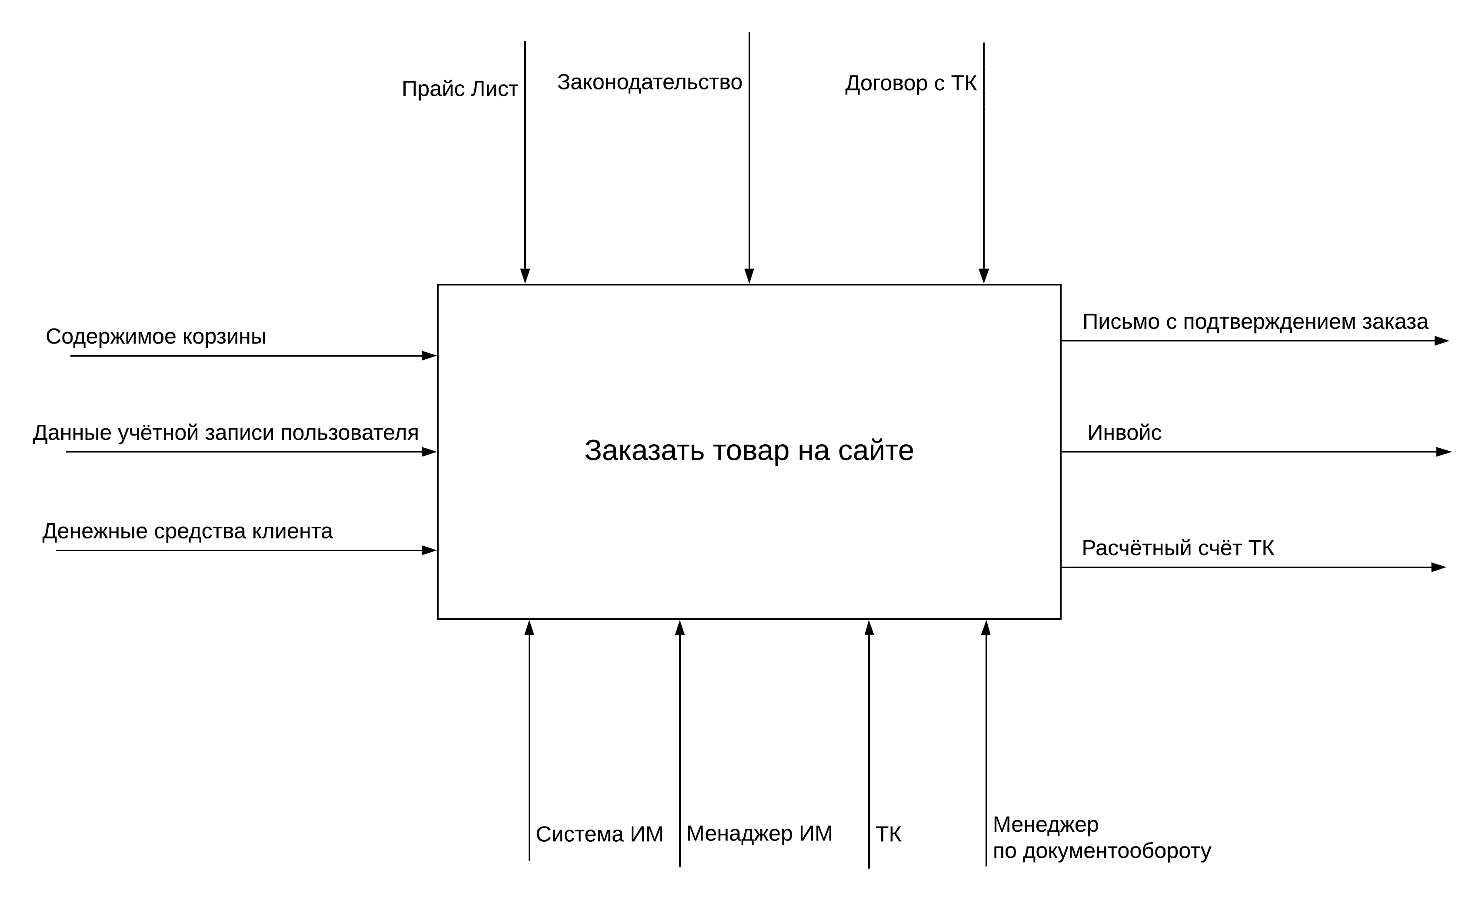 Прайс Лист
Законодательство
Договор с ТК
Содержимое корзины
Данные учётной записи пользователя
Денежные средства клиента
Заказать товар на сайте
Письмо с подтверждением заказа
Инвойс
Расчётный счёт ТК
Система ИМ
Менаджер ИМ
ТК
Менеджер
по документообороту